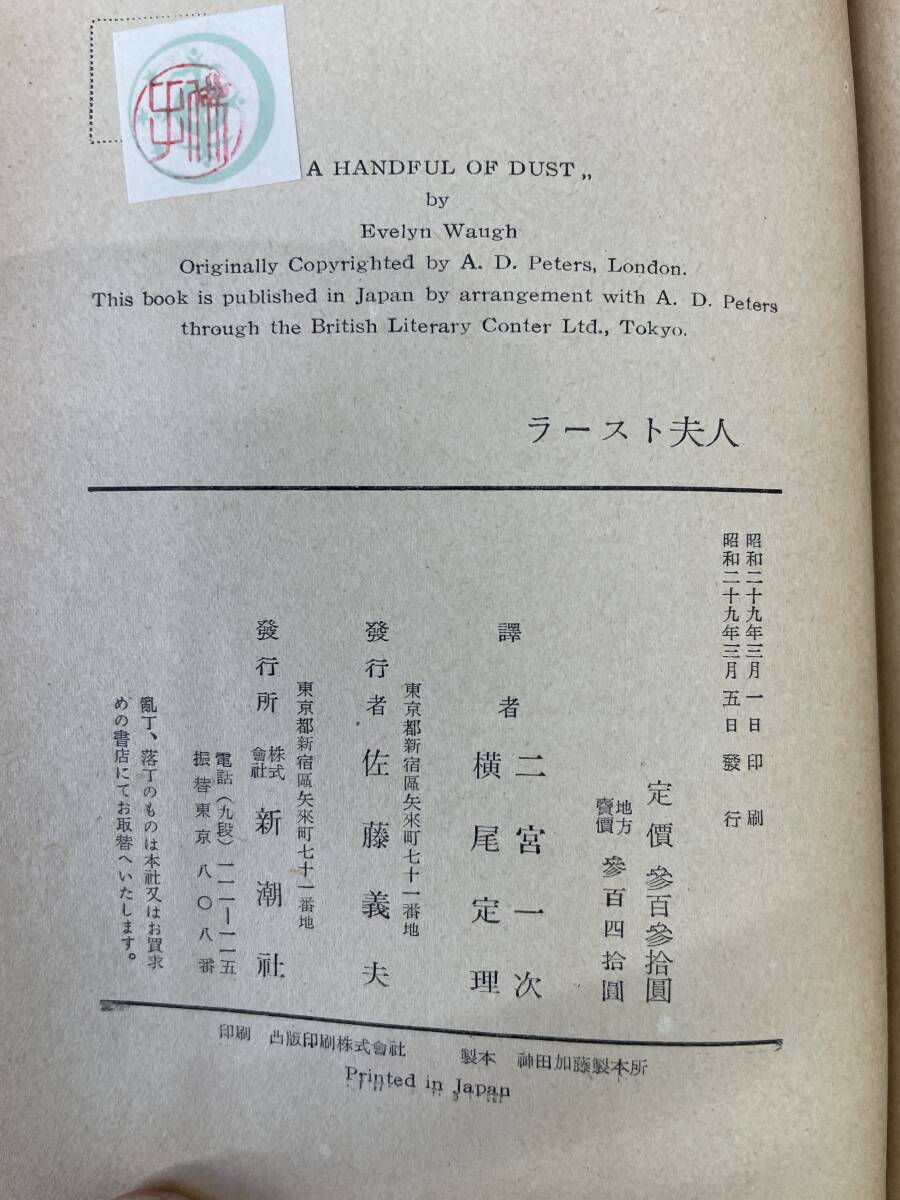 A HANDFUL OF DUST„
by
Evelyn Waugh
Originally Copyrighted by A. D. Peters, London.
This book is published in Japan by arrangement with A. D. Peters
through the British Literary Conter Ltd., Tokyo.
ラースト夫人
昭和二十九年三月一日印刷
昭和二十九年三月五日發行
定價參百參拾圓
地方賣價參百四拾圓
譯者 二宮一次
横尾定理
東京都新宿區矢來町七十一番地
發行者 佐藤義夫
東京都新宿區矢來町七十一番地
發行所 株式會社 新潮社
電話(九段)一一一一一五
振替東京八〇八番
亂丁、落丁のものは本社又はお買求
めの書店にてお取替へいたします。
印刷 凸版印刷株式會社 製本 神田加藤製本所
Printed in Japan